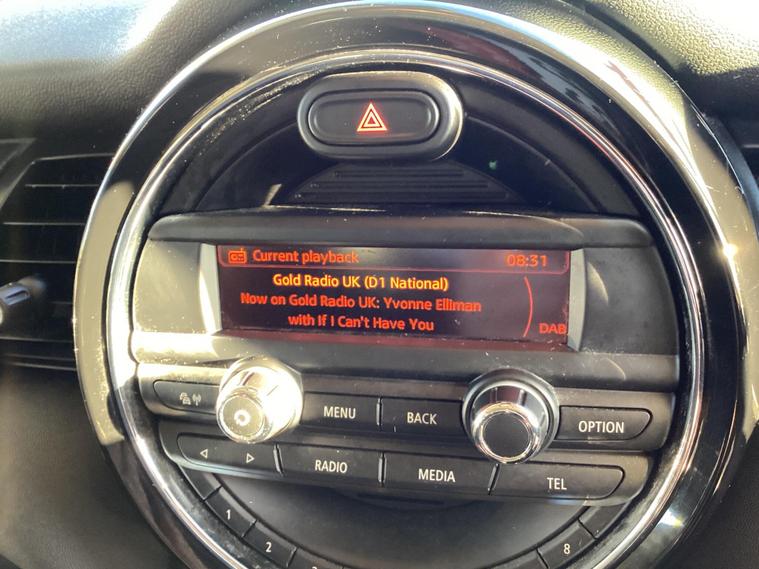 Current playback 08:31
Gold Radio UK (D1 National)
Now on Gold Radio UK: Yvonne Elliman
with If I Can't Have You
DAB
MENU BACK OPTION
RADIO MEDIA TEL
1
2
8